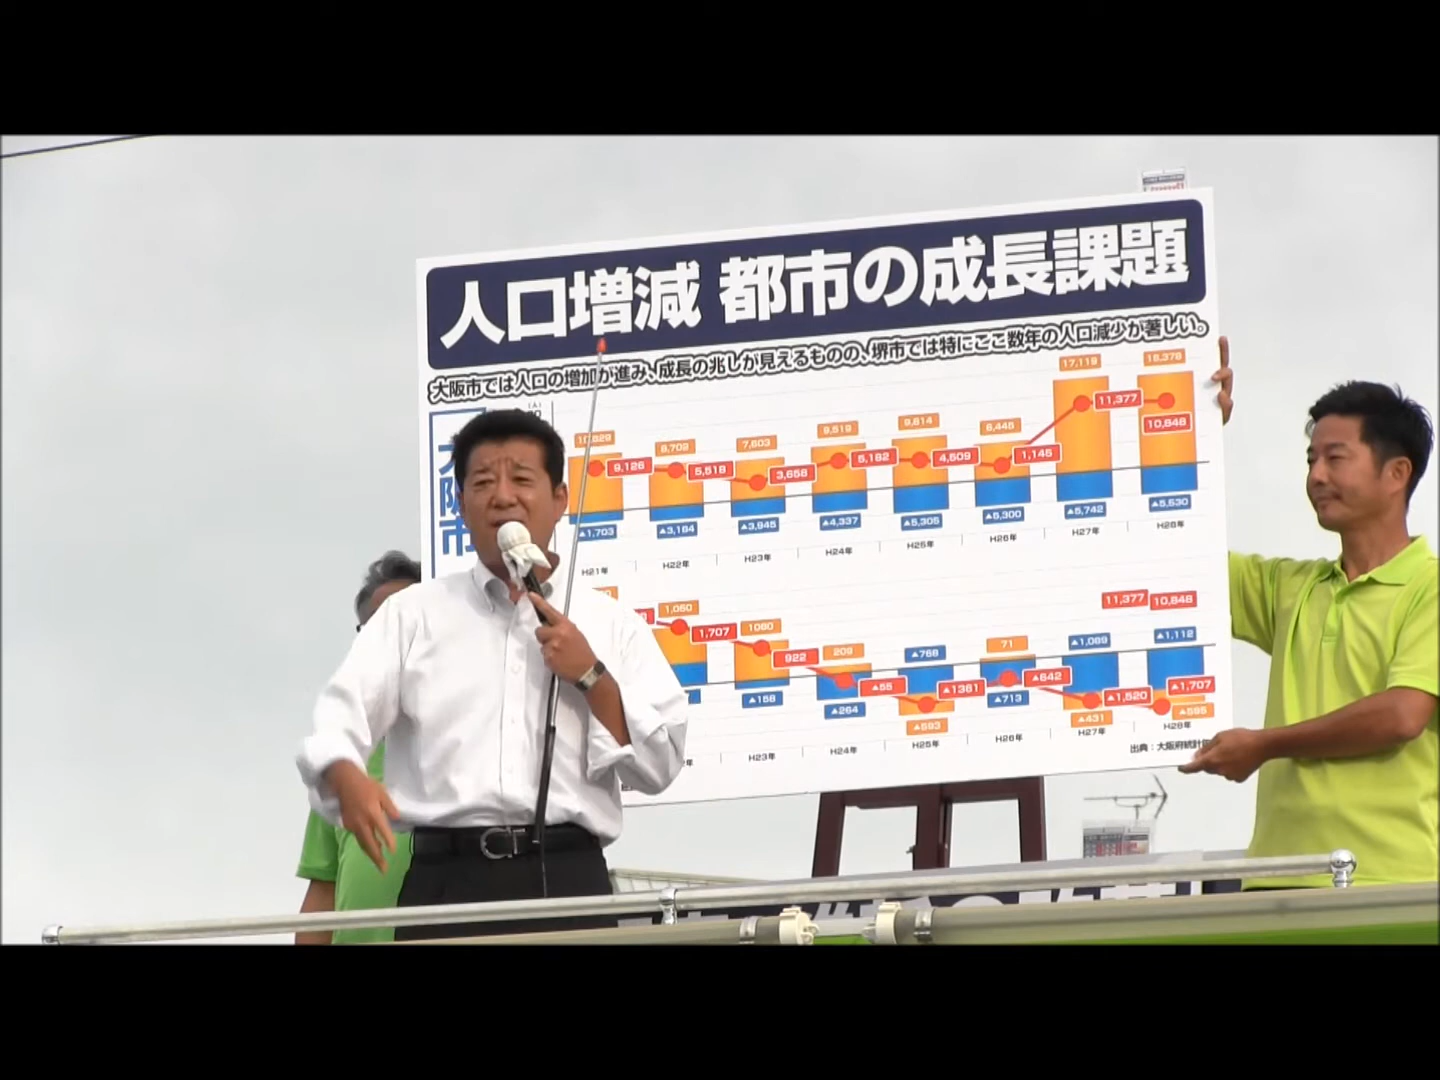 人口増減 都市の成長課題
大阪市では人口の増加が進み、成長の兆しが見えるものの、堺市では特にここ数年の人口減少が著しい。
(人)
大阪市
10,829 8,702 7,603 9,519 9,814 8,445 17,119 16,378
9,126 5,518 3,658 5,182 4,509 1,145 11,377 10,848
▲1,703 ▲3,184 ▲3,945 ▲4,337 ▲5,305 ▲5,300 ▲5,742 ▲5,530
H21年 H22年 H23年 H24年 H25年 H26年 H27年 H28年
11,377 10,848
1,060 1060 209 ▲768 71 ▲1,089 ▲1,112
1,707 922 ▲55 ▲1361 ▲642 ▲1,520 ▲1,707
▲158 ▲264 ▲593 ▲713 ▲431 ▲595
H23年 H24年 H25年 H26年 H27年 H28年
出典：大阪府統計